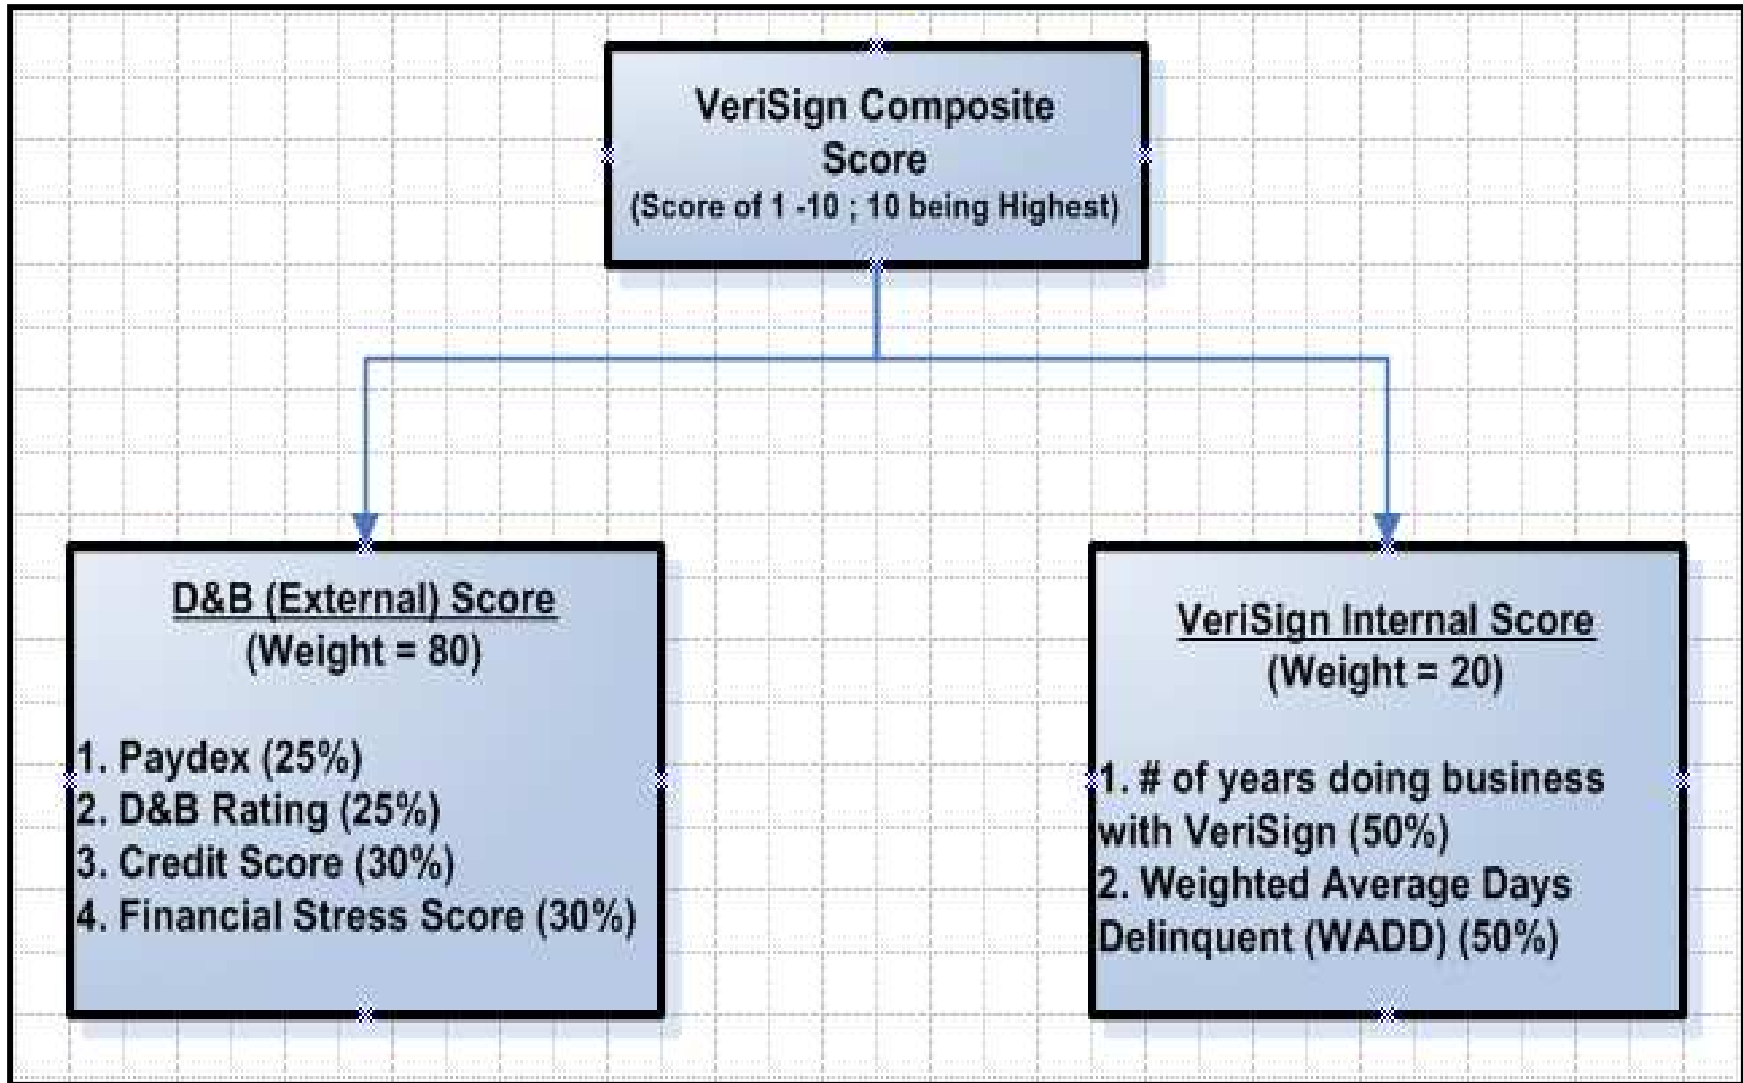 VeriSign Composite
Score
(Score of 1 -10 ; 10 being Highest)
D&B (External) Score
(Weight = 80)
1. Paydex (25%)
2. D&B Rating (25%)
3. Credit Score (30%)
4. Financial Stress Score (30%)
VeriSign Internal Score
(Weight = 20)
1. # of years doing business
with VeriSign (50%)
2. Weighted Average Days
Delinquent (WADD) (50%)